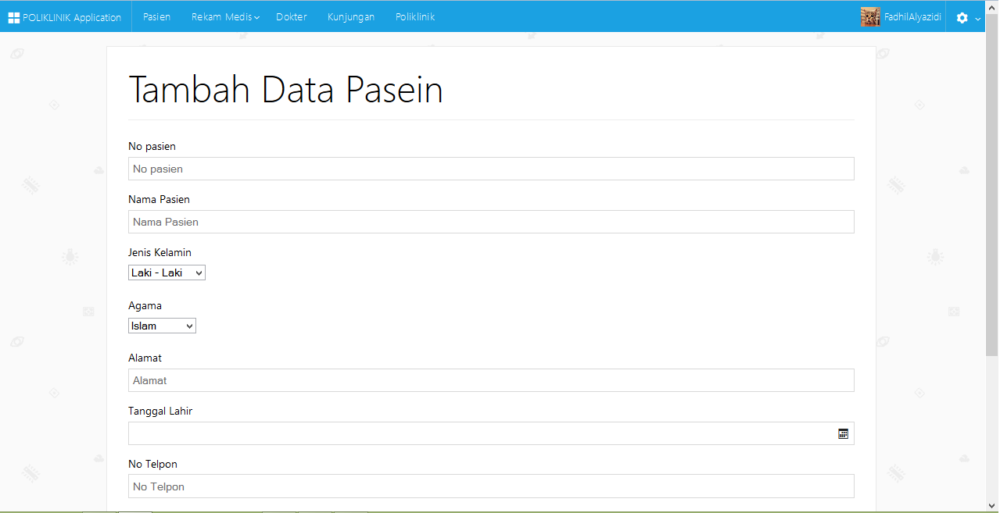 POLIKLINIK Application Pasien Rekam Medis Dokter Kunjungan Poliklinik FadhilAlyazidi
Tambah Data Pasein
No pasien
No pasien
Nama Pasien
Nama Pasien
Jenis Kelamin
Laki - Laki
Agama
Islam
Alamat
Alamat
Tanggal Lahir
No Telpon
No Telpon